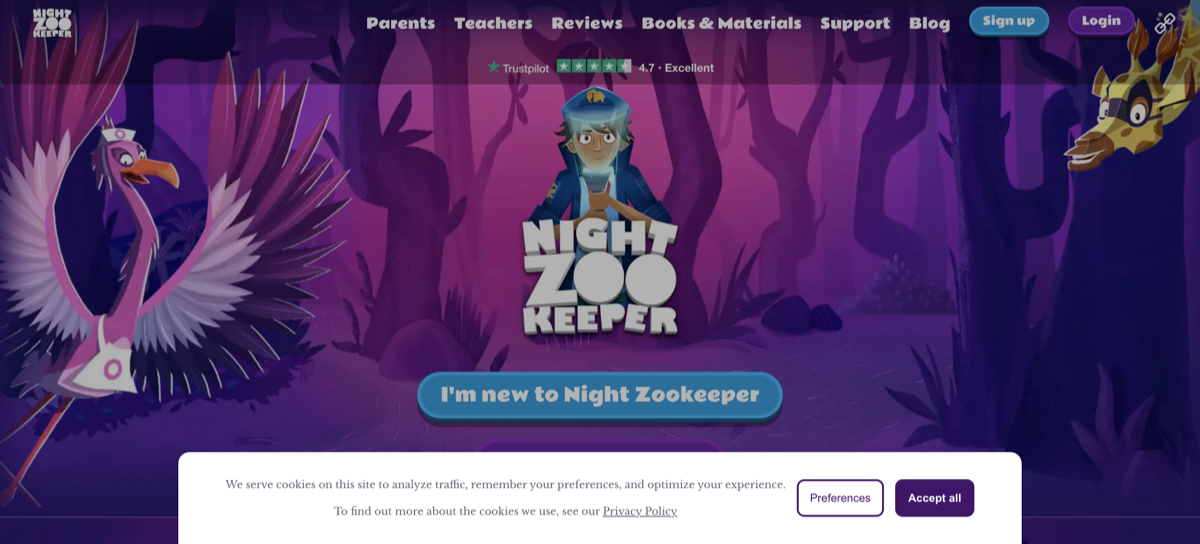 NIGHT
ZOO
KEEPER
Parents Teachers Reviews Books & Materials Support Blog Sign up Login
Trustpilot 4.7 · Excellent
NIGHT
ZOO
KEEPER
I'm new to Night Zookeeper
We serve cookies on this site to analyze traffic, remember your preferences, and optimize your experience.
To find out more about the cookies we use, see our Privacy Policy
Preferences Accept all